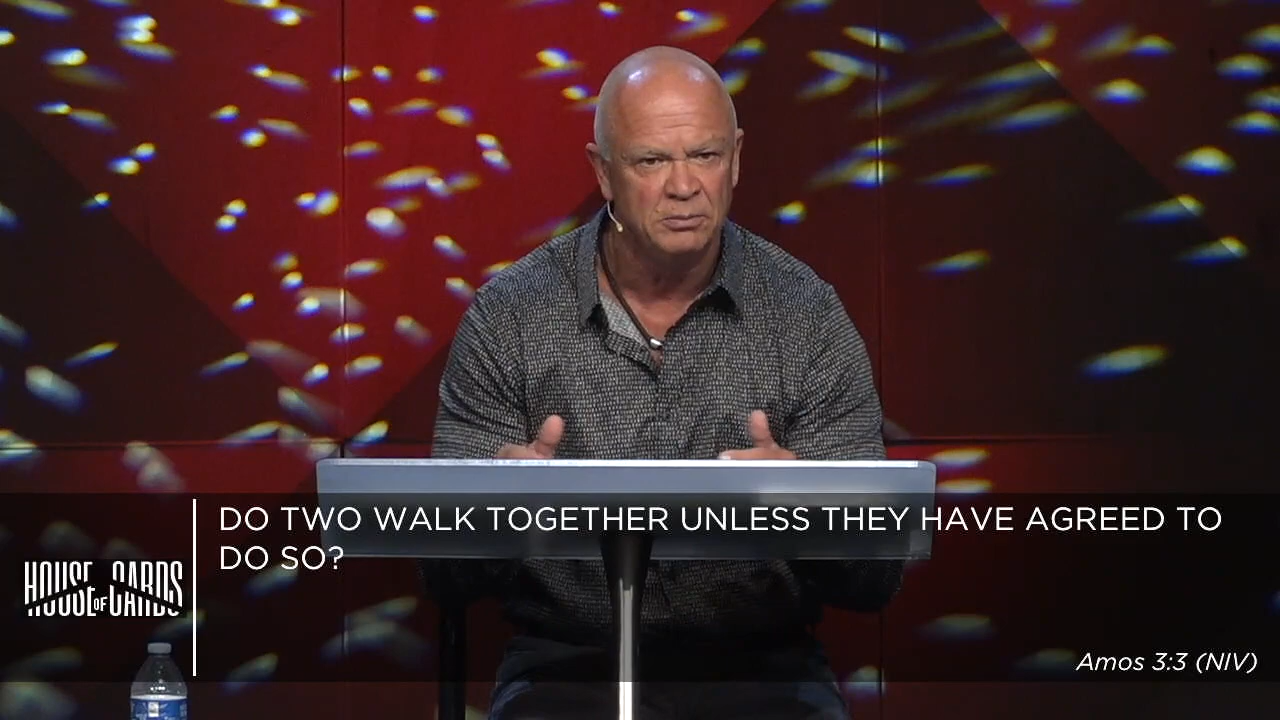 DO TWO WALK TOGETHER UNLESS THEY HAVE AGREED TO
DO SO?
HOUSE OF CARDS
Amos 3:3 (NIV)